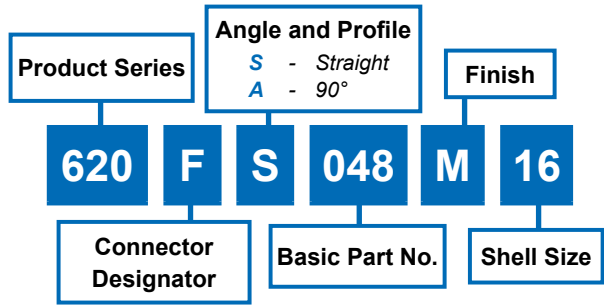 Angle and Profile
S - Straight
A - 90°
Product Series
Finish
620 F S 048 M 16
Connector
Designator
Basic Part No.
Shell Size